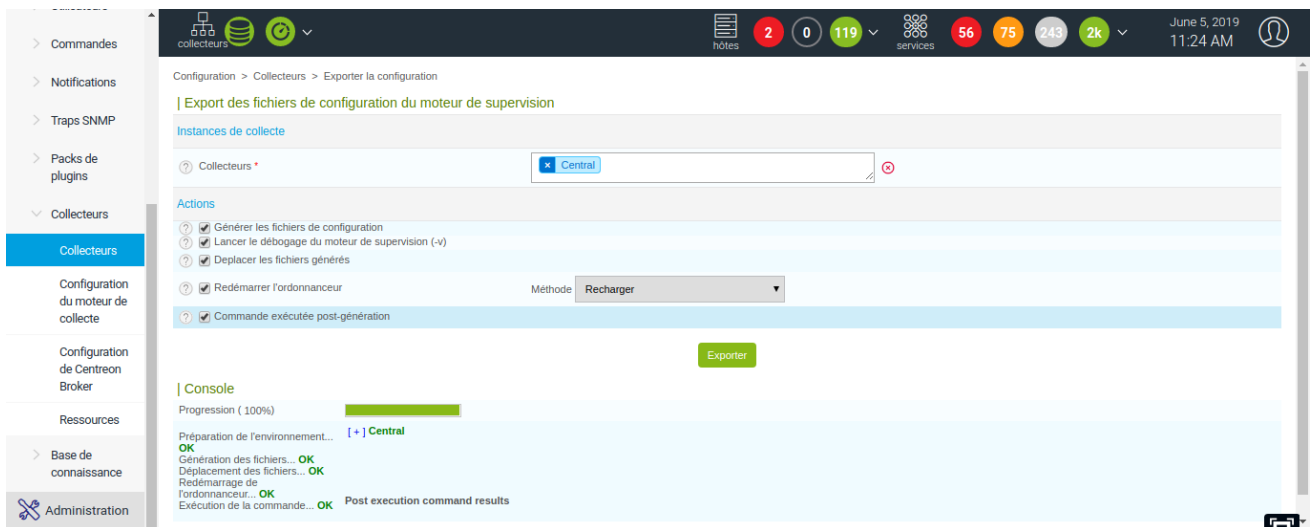 collecteurs
hôtes
2
0
119
services
56
75
243
2k
June 5, 2019
11:24 AM
Commandes
Notifications
Traps SNMP
Packs de
plugins
Collecteurs
Collecteurs
Configuration
du moteur de
collecte
Configuration
de Centreon
Broker
Ressources
Base de
connaissance
Administration
Configuration > Collecteurs > Exporter la configuration
| Export des fichiers de configuration du moteur de supervision
Instances de collecte
? Collecteurs *
× Central
Actions
? Générer les fichiers de configuration
? Lancer le débogage du moteur de supervision (-v)
? Deplacer les fichiers générés
? Redémarrer l'ordonnanceur
Méthode Recharger
? Commande exécutée post-génération
Exporter
| Console
Progression ( 100%)
Préparation de l'environnement...
OK
Génération des fichiers... OK
Déplacement des fichiers... OK
Redémarrage de
l'ordonnanceur... OK
Exécution de la commande... OK
[ + ] Central
Post execution command results